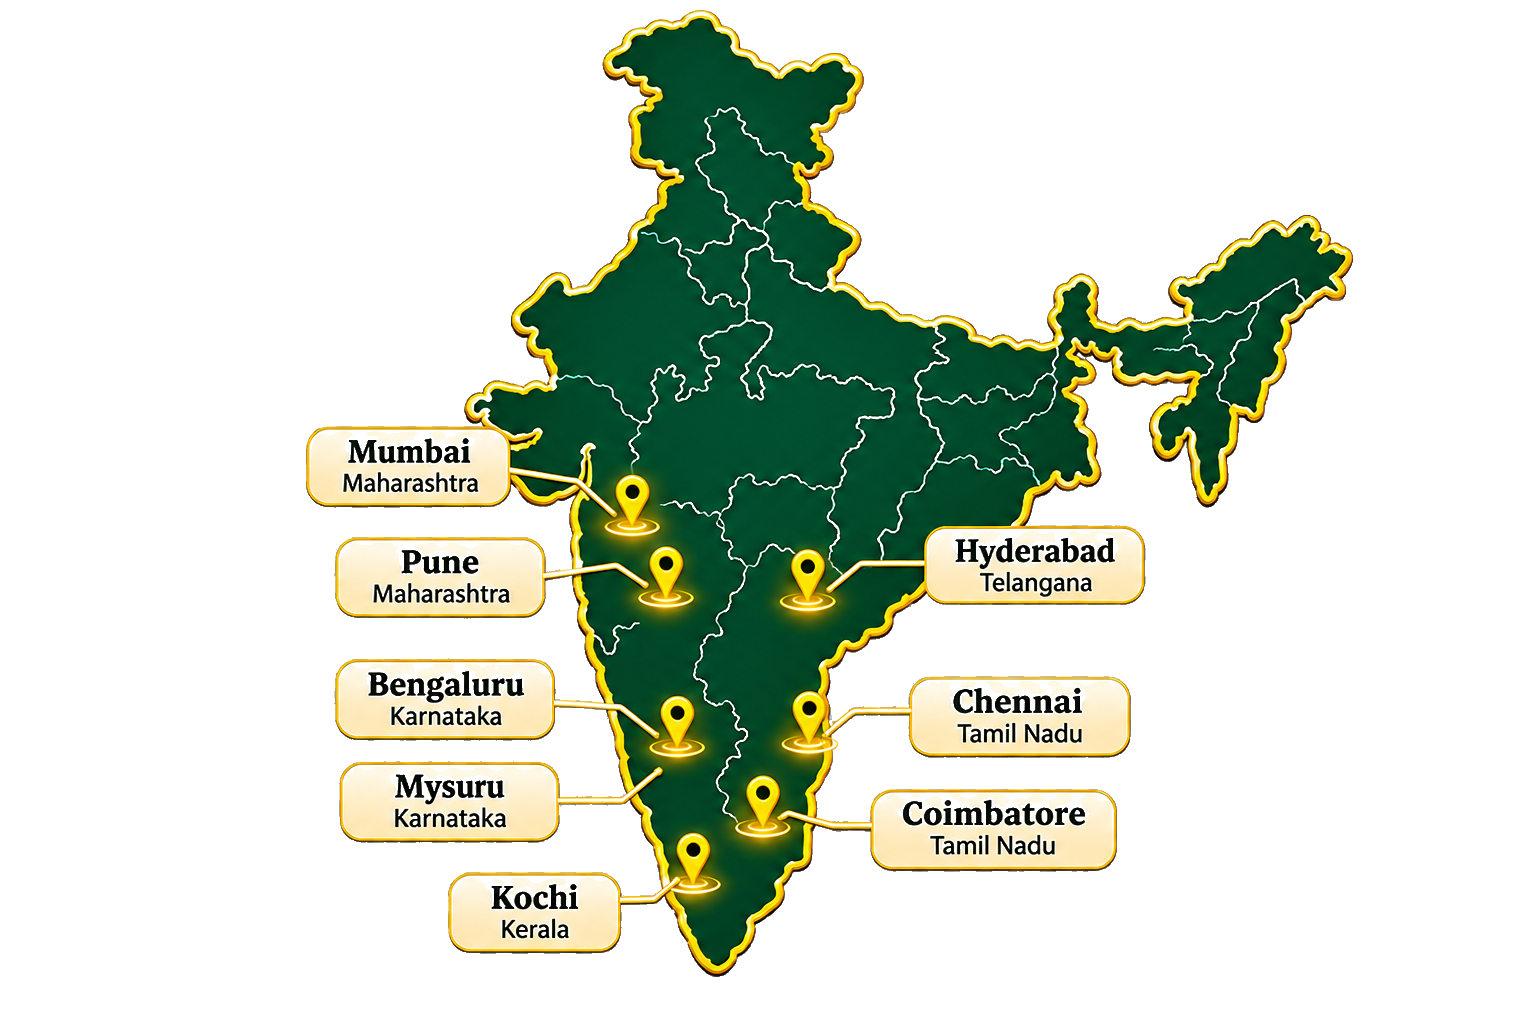 Mumbai
Maharashtra
Pune
Maharashtra
Hyderabad
Telangana
Bengaluru
Karnataka
Chennai
Tamil Nadu
Mysuru
Karnataka
Coimbatore
Tamil Nadu
Kochi
Kerala